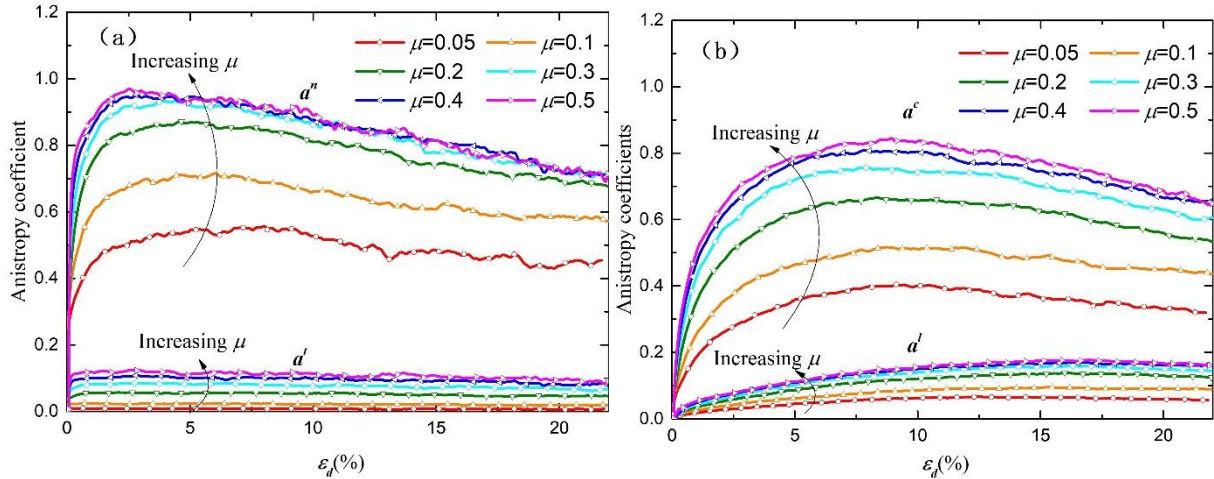 (a)
Increasing μ
a^n
μ=0.05 μ=0.1
μ=0.2 μ=0.3
μ=0.4 μ=0.5
Increasing μ
a^l
Anistropy coefficient
1.2
1.0
0.8
0.6
0.4
0.2
0.0
0 5 10 15 20
ε_d(%)
(b)
μ=0.05 μ=0.1
μ=0.2 μ=0.3
μ=0.4 μ=0.5
a^c
Increasing μ
Increasing μ
a^l
Anistropy coefficients
1.2
1.0
0.8
0.6
0.4
0.2
0.0
0 5 10 15 20
ε_d(%)